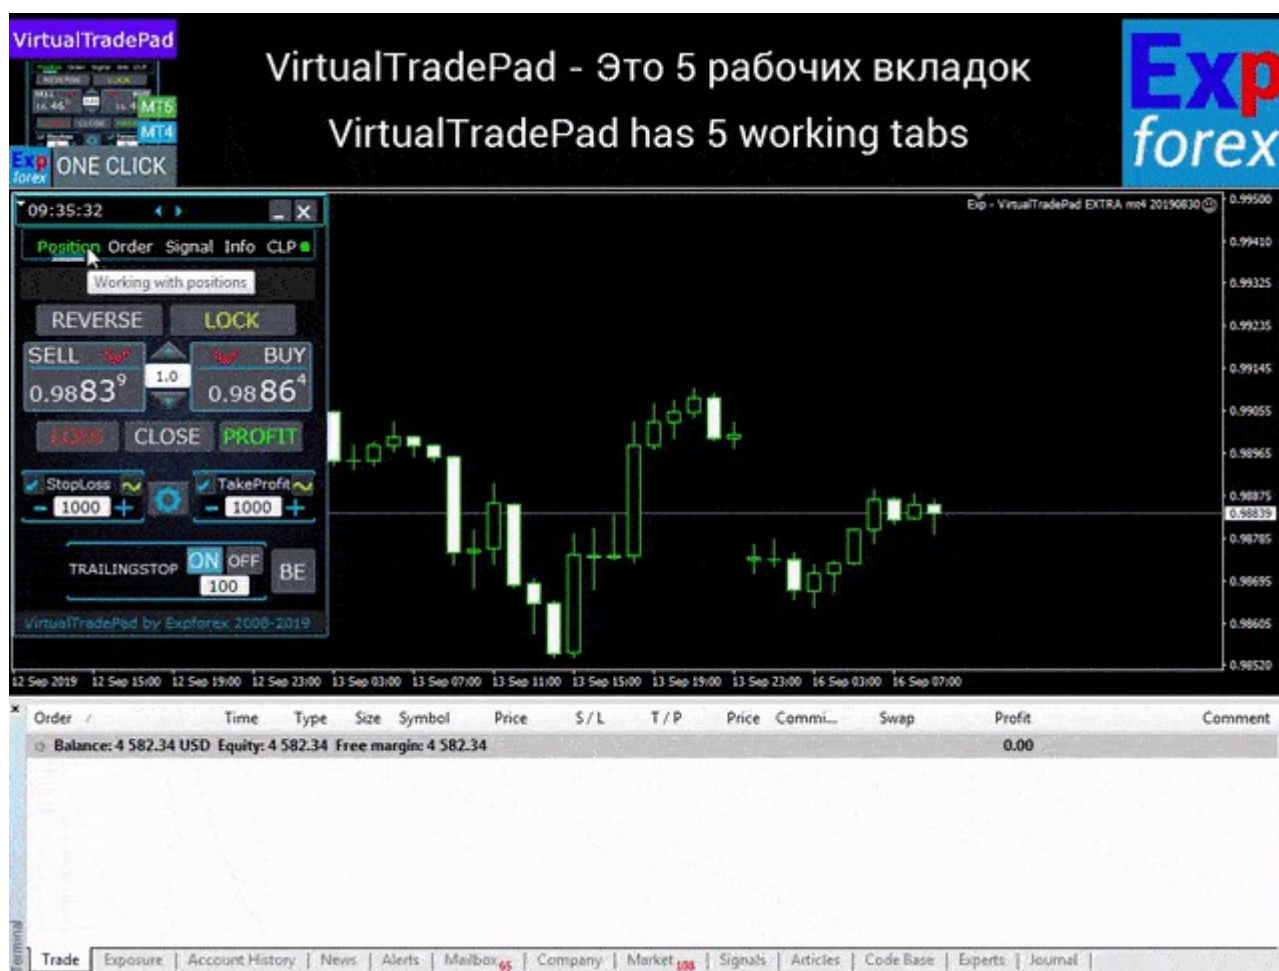 VirtualTradePad
MT5
MT4
Exp
forex
ONE CLICK
VirtualTradePad - Это 5 рабочих вкладок
VirtualTradePad has 5 working tabs
Exp
forex
09:35:32
Position Order Signal Info CLP
Working with positions
REVERSE LOCK
SELL BUY
1.0
0.98839 0.98864
LOSS CLOSE PROFIT
StopLoss TakeProfit
- 1000 + - 1000 +
TRAILINGSTOP ON OFF BE
100
VirtualTradePad by Expforex 2008-2019
Exp - VirtualTradePad EXTRA mt4 20190830
0.99500
0.99410
0.99325
0.99235
0.99145
0.99055
0.98965
0.98875
0.98839
0.98785
0.98695
0.98605
0.98520
12 Sep 2019 12 Sep 15:00 12 Sep 19:00 12 Sep 23:00 13 Sep 03:00 13 Sep 07:00 13 Sep 11:00 13 Sep 15:00 13 Sep 19:00 13 Sep 23:00 16 Sep 03:00 16 Sep 07:00
Order / Time Type Size Symbol Price S / L T / P Price Commi... Swap Profit Comment
Balance: 4 582.34 USD Equity: 4 582.34 Free margin: 4 582.34 0.00
Terminal
Trade | Exposure | Account History | News | Alerts | Mailbox 65 | Company | Market 108 | Signals | Articles | Code Base | Experts | Journal |